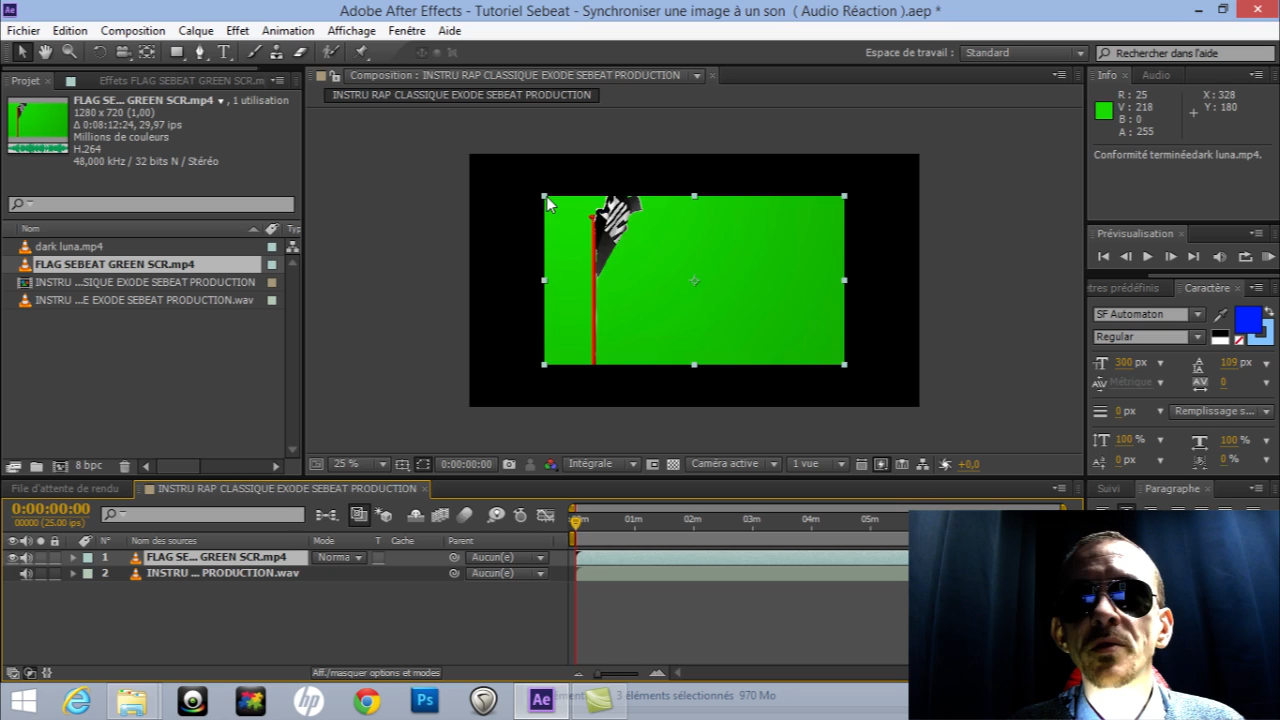 Adobe After Effects - Tutoriel Sebeat - Synchroniser une image à un son ( Audio Réaction ).aep *
Fichier Edition Composition Calque Effet Animation Affichage Fenêtre Aide
Espace de travail : Standard Rechercher dans l'aide
Projet Effets FLAG SEBEAT GREEN SCR.m
Composition : INSTRU RAP CLASSIQUE EXODE SEBEAT PRODUCTION
Info Audio
INSTRU RAP CLASSIQUE EXODE SEBEAT PRODUCTION
FLAG SE... GREEN SCR.mp4 , 1 utilisation
1280 x 720 (1,00)
Δ 0:08:12:24, 29,97 ips
Millions de couleurs
H.264
48,000 kHz / 32 bits N / Stéréo
R : 25 X : 328
V : 218 Y : 180
B : 0
A : 255
Conformité terminéedark luna.mp4.
Nom Typ
dark luna.mp4
FLAG SEBEAT GREEN SCR.mp4
INSTRU ...SIQUE EXODE SEBEAT PRODUCTION
INSTRU ...E EXODE SEBEAT PRODUCTION.wav
Prévisualisation
etres prédéfinis Caractère
SF Automaton
Regular
300 px 109 px
Métrique 0
0 px Remplissage s...
100 % 100 %
0 px 0 %
8 bpc
25 % 0:00:00:00 Intégrale Caméra active 1 vue +0,0
File d'attente de rendu INSTRU RAP CLASSIQUE EXODE SEBEAT PRODUCTION
Suivi Paragraphe
0:00:00:00
00000 (25.00 ips)
01m 02m 03m 04m 05m
N° Nom des sources Mode T Cache Parent
1 FLAG SE... GREEN SCR.mp4 Norma Aucun(e)
2 INSTRU ... PRODUCTION.wav Aucun(e)
Aff./masquer options et modes
3 éléments sélectionnés 970 Mo